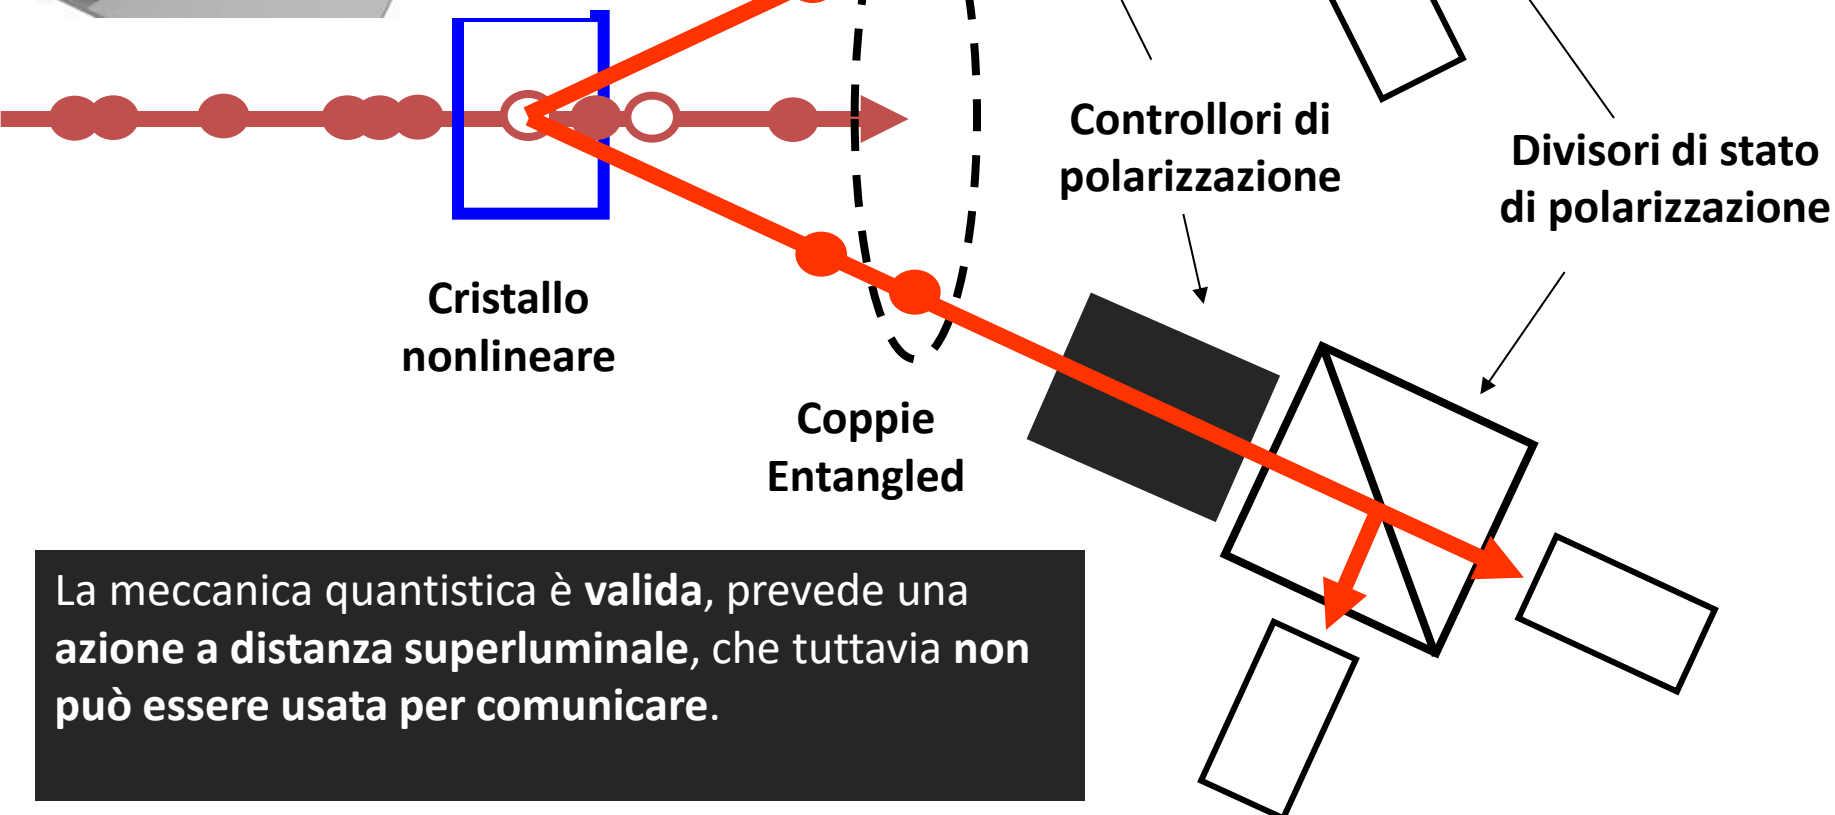 Controllori di
polarizzazione
Divisori di stato
di polarizzazione
Cristallo
nonlineare
Coppie
Entangled
La meccanica quantistica è valida, prevede una
azione a distanza superluminale, che tuttavia non
può essere usata per comunicare.